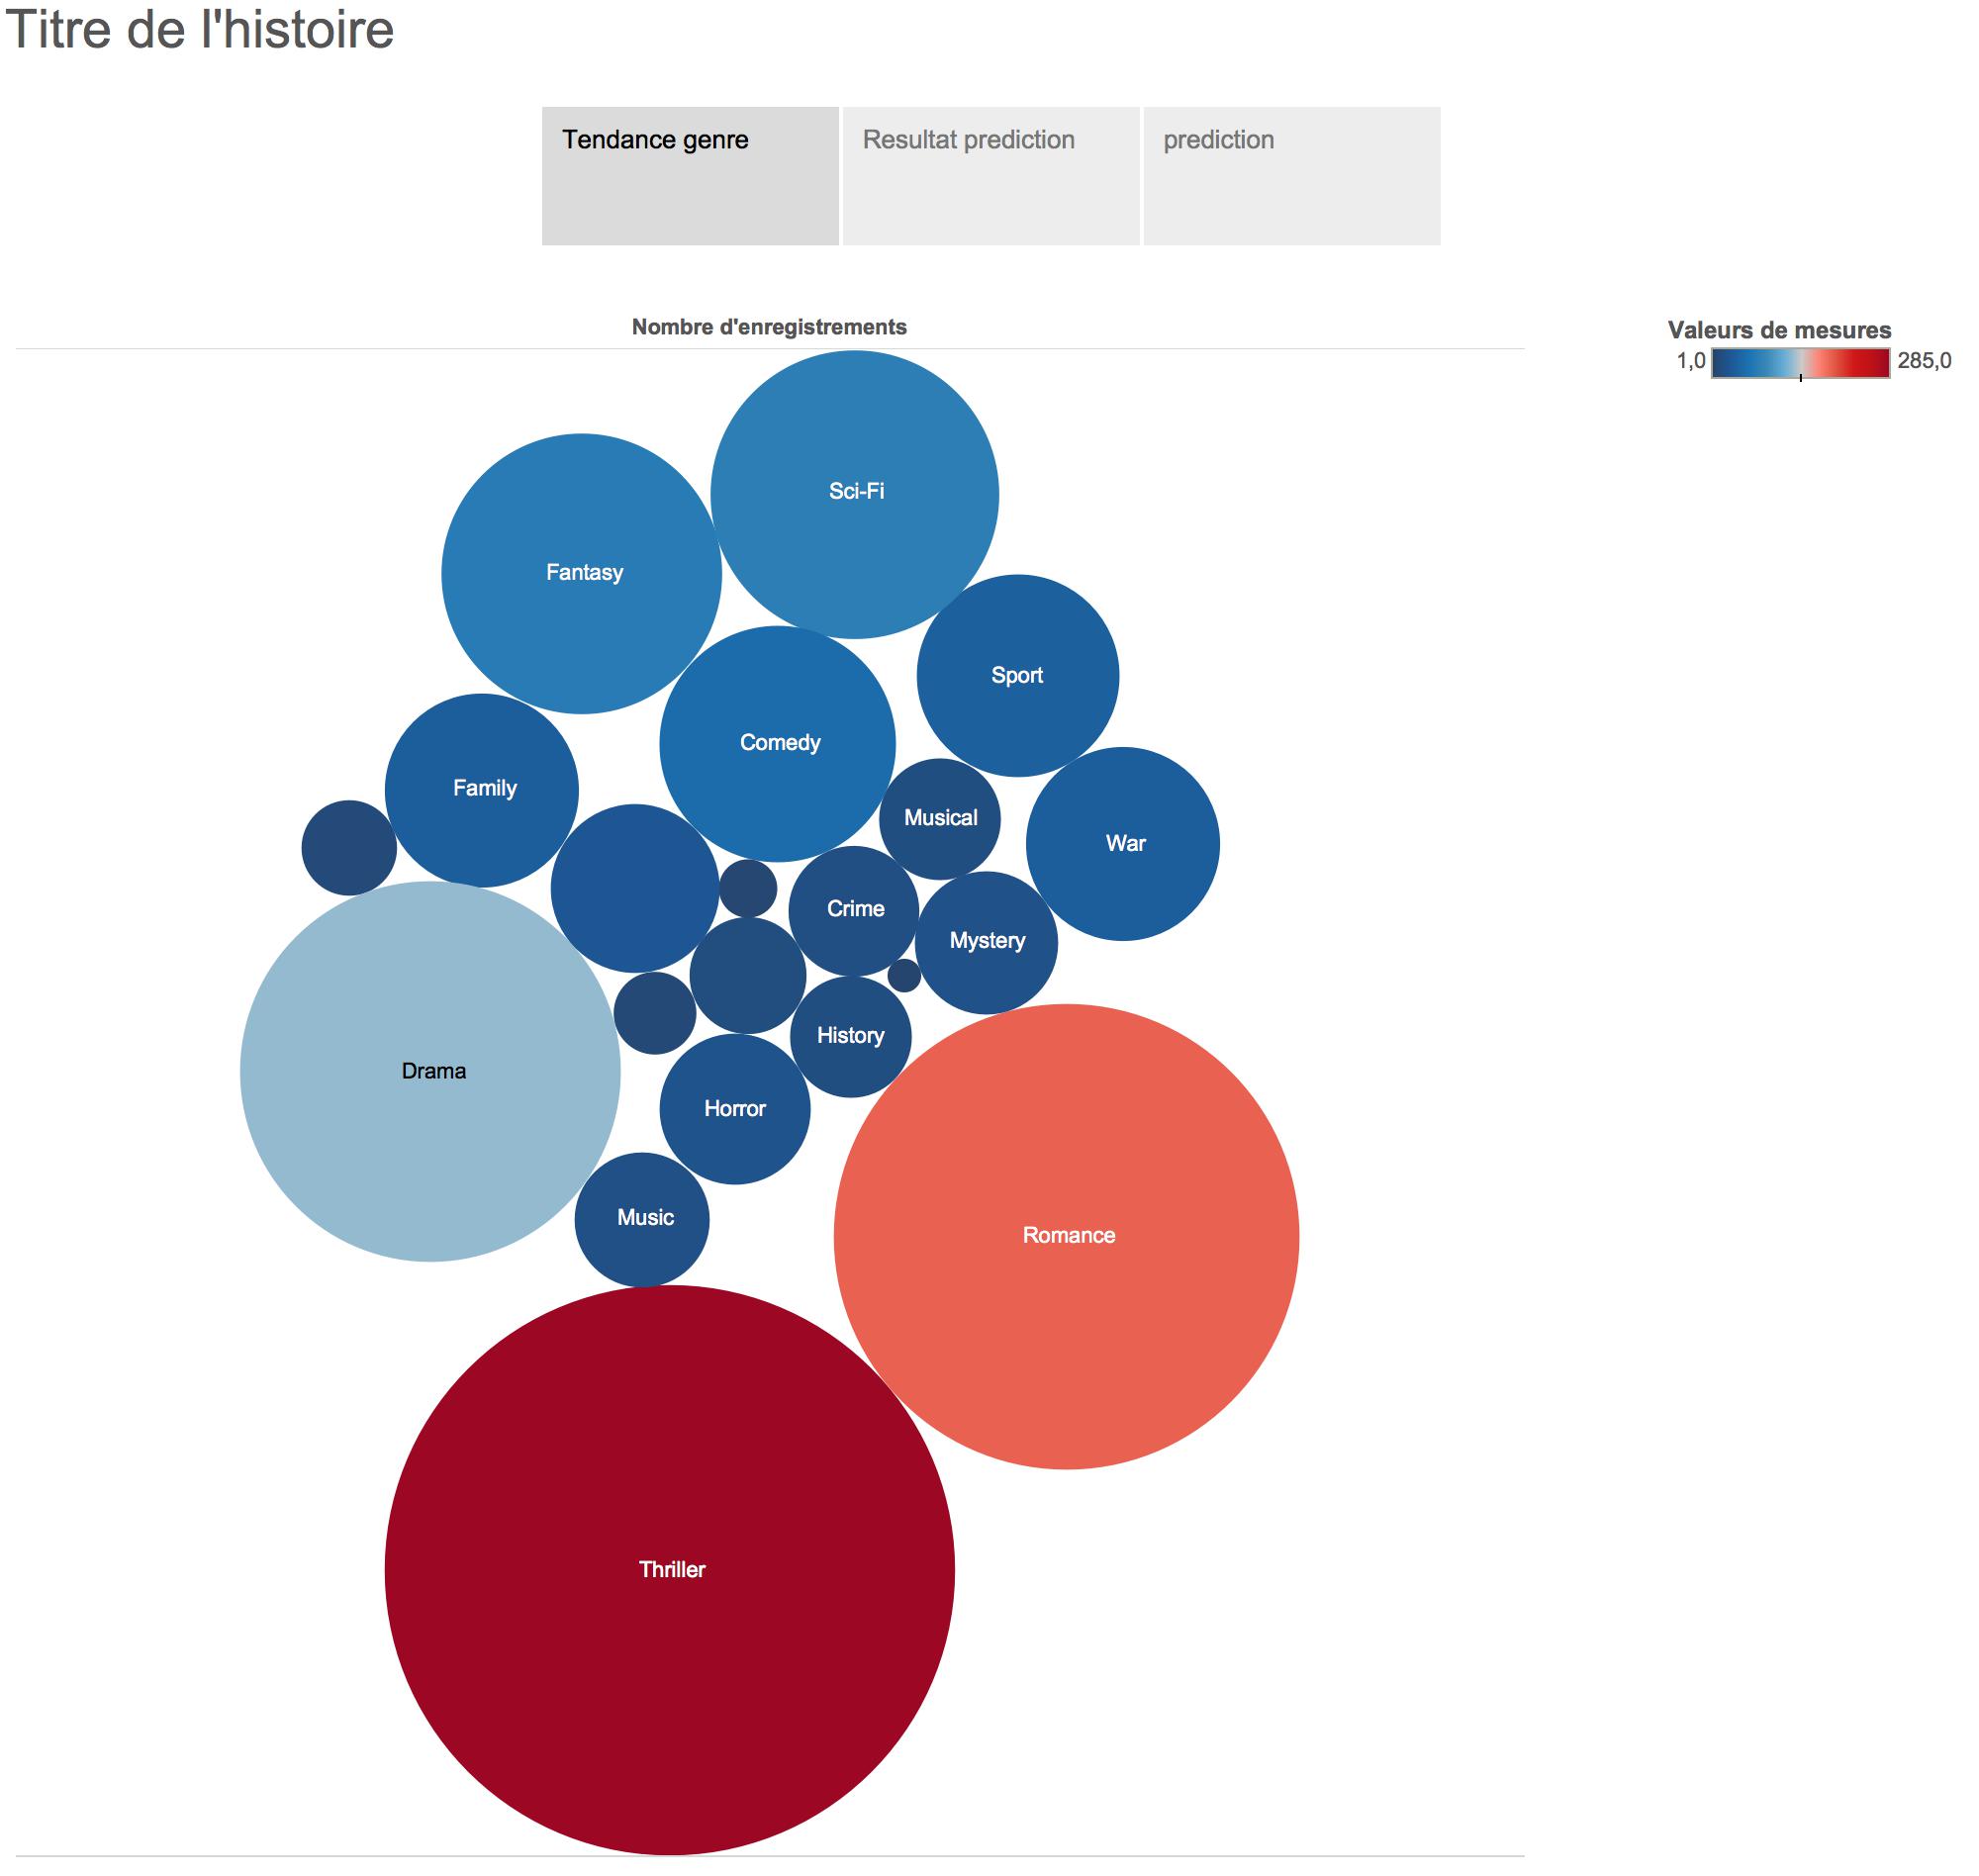 Titre de l'histoire
Tendance genre
Resultat prediction
prediction
Nombre d'enregistrements
Valeurs de mesures
1,0
285,0
Sci-Fi
Fantasy
Sport
Comedy
Family
Musical
War
Crime
Mystery
History
Drama
Horror
Music
Romance
Thriller